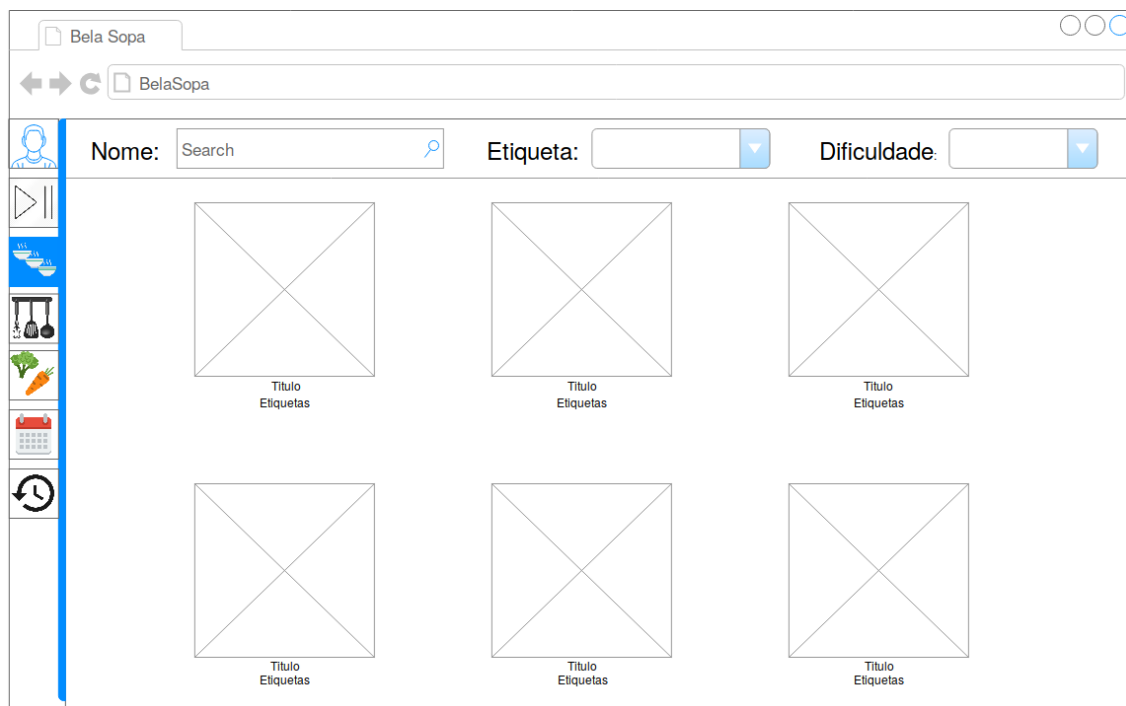 Bela Sopa
BelaSopa
Nome: Search Etiqueta: Dificuldade:
Titulo Titulo Titulo
Etiquetas Etiquetas Etiquetas
Titulo Titulo Titulo
Etiquetas Etiquetas Etiquetas